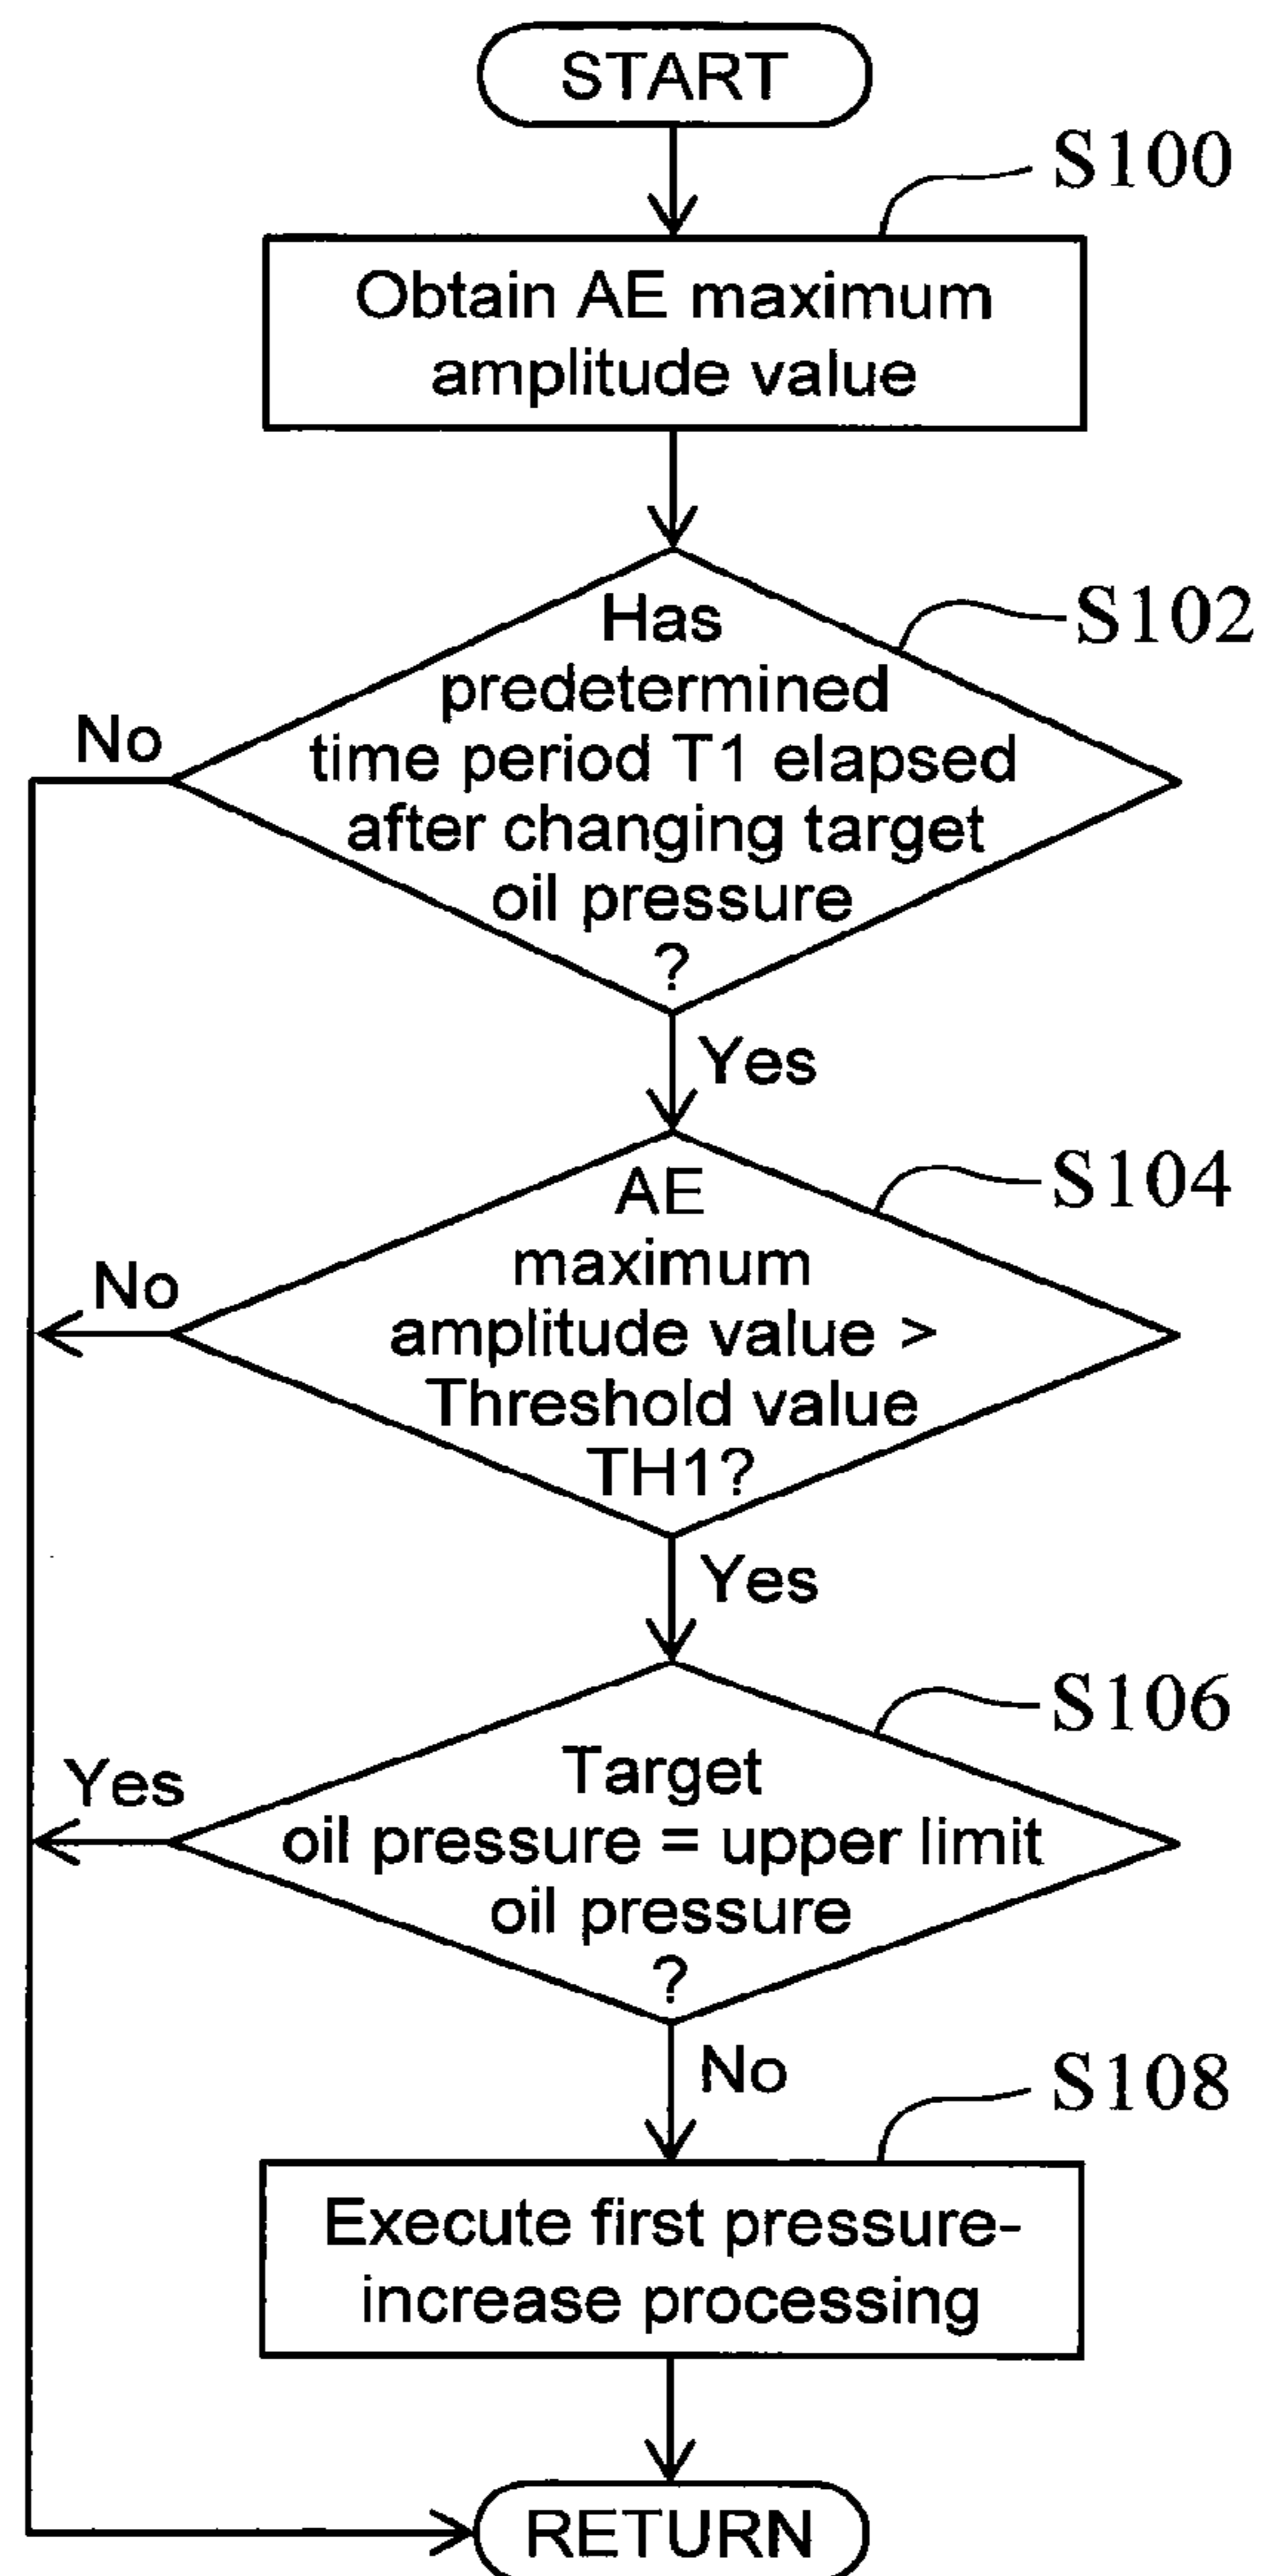 START
S100
Obtain AE maximum
amplitude value
S102
Has
predetermined
time period T1 elapsed
after changing target
oil pressure
?
No
Yes
S104
AE
maximum
amplitude value >
Threshold value
TH1?
No
Yes
S106
Target
oil pressure = upper limit
oil pressure
?
Yes
No
S108
Execute first pressure-
increase processing
RETURN